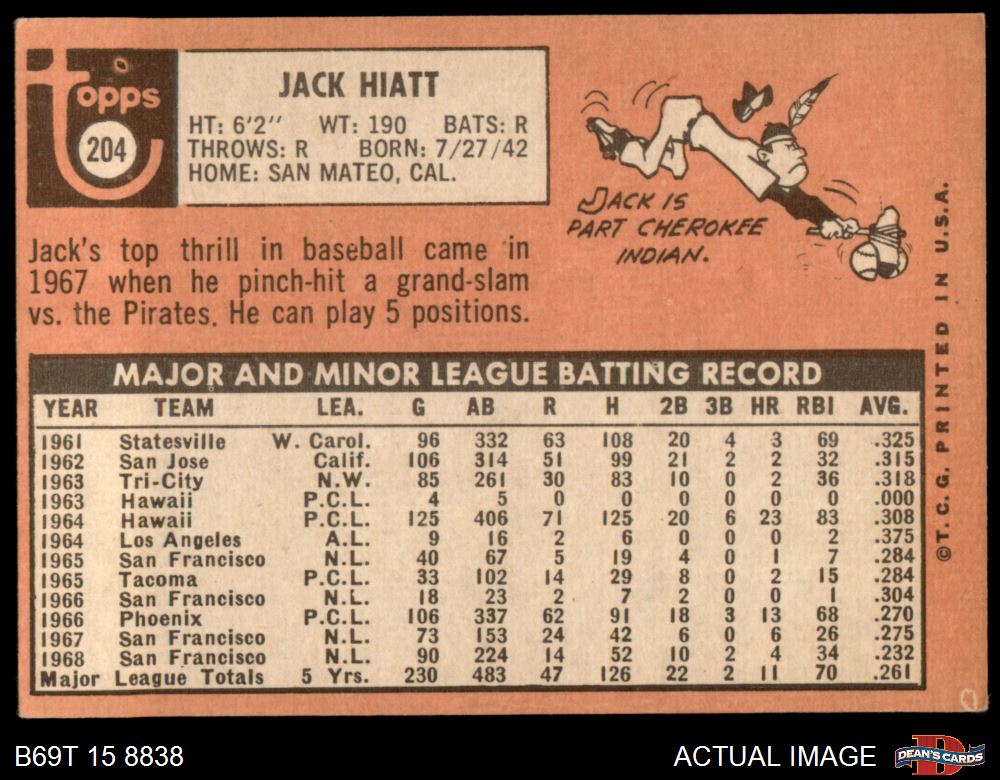 topps
204
JACK HIATT
HT: 6'2" WT: 190 BATS: R
THROWS: R BORN: 7/27/42
HOME: SAN MATEO, CAL.
JACK IS
PART CHEROKEE
INDIAN.
Jack's top thrill in baseball came in
1967 when he pinch-hit a grand-slam
vs. the Pirates. He can play 5 positions.
MAJOR AND MINOR LEAGUE BATTING RECORD
YEAR TEAM LEA. G AB R H 2B 3B HR RBI AVG.
1961 Statesville W. Carol. 96 332 63 108 20 4 3 69 .325
1962 San Jose Calif. 106 314 51 99 21 2 2 32 .315
1963 Tri-City N.W. 85 261 30 83 10 0 2 36 .318
1963 Hawaii P.C.L. 4 5 0 0 0 0 0 0 .000
1964 Hawaii P.C.L. 125 406 71 125 20 6 23 83 .308
1964 Los Angeles A.L. 9 16 2 6 0 0 0 2 .375
1965 San Francisco N.L. 40 67 5 19 4 0 1 7 .284
1965 Tacoma P.C.L. 33 102 14 29 8 0 2 15 .284
1966 San Francisco N.L. 18 23 2 7 2 0 0 1 .304
1966 Phoenix P.C.L. 106 337 62 91 18 3 13 68 .270
1967 San Francisco N.L. 73 153 24 42 6 0 6 26 .275
1968 San Francisco N.L. 90 224 14 52 10 2 4 34 .232
Major League Totals 5 Yrs. 230 483 47 126 22 2 11 70 .261
©T. C. G. PRINTED IN U.S.A.
B69T 15 8838
ACTUAL IMAGE
D
DEAN'S CARDS